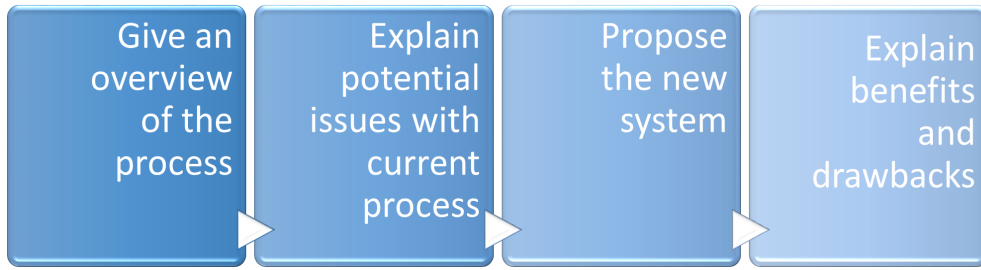 Give an
overview
of the
process
Explain
potential
issues with
current
process
Propose
the new
system
Explain
benefits
and
drawbacks